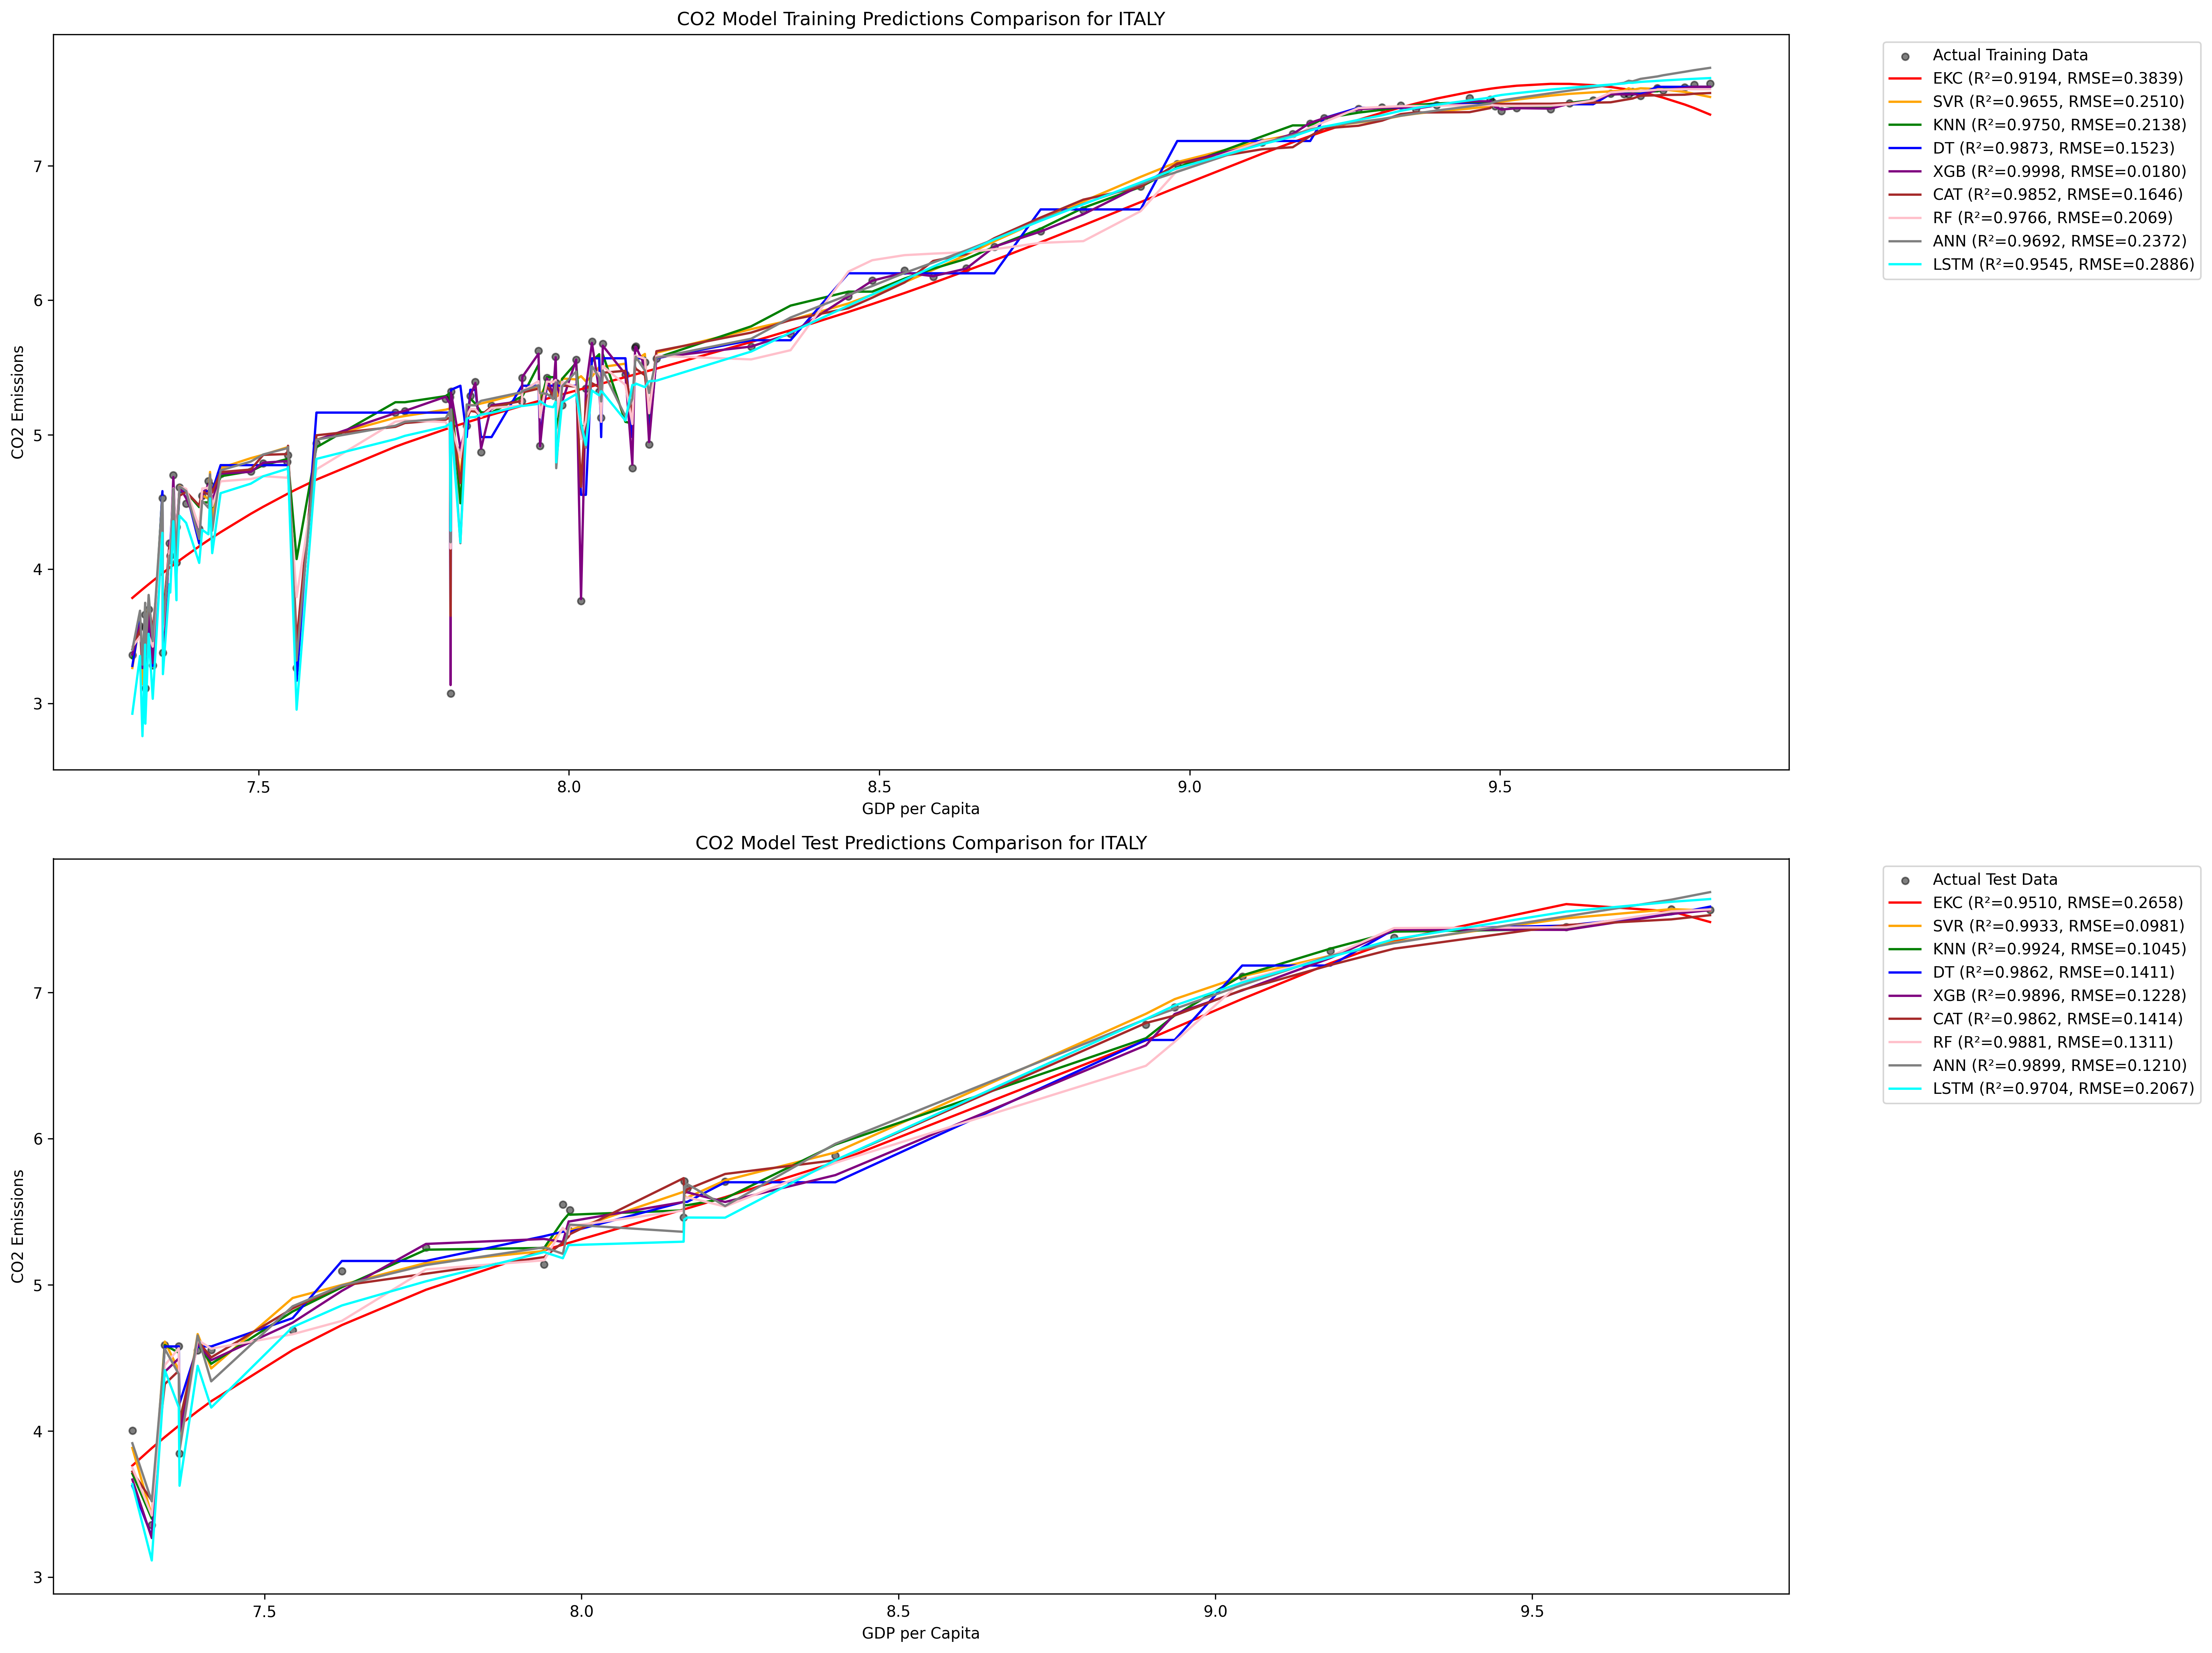 CO2 Model Training Predictions Comparison for ITALY
Actual Training Data
EKC (R²=0.9194, RMSE=0.3839)
SVR (R²=0.9655, RMSE=0.2510)
KNN (R²=0.9750, RMSE=0.2138)
DT (R²=0.9873, RMSE=0.1523)
XGB (R²=0.9998, RMSE=0.0180)
CAT (R²=0.9852, RMSE=0.1646)
RF (R²=0.9766, RMSE=0.2069)
ANN (R²=0.9692, RMSE=0.2372)
LSTM (R²=0.9545, RMSE=0.2886)
7
6
5
4
3
CO2 Emissions
7.5 8.0 8.5 9.0 9.5
GDP per Capita
CO2 Model Test Predictions Comparison for ITALY
Actual Test Data
EKC (R²=0.9510, RMSE=0.2658)
SVR (R²=0.9933, RMSE=0.0981)
KNN (R²=0.9924, RMSE=0.1045)
DT (R²=0.9862, RMSE=0.1411)
XGB (R²=0.9896, RMSE=0.1228)
CAT (R²=0.9862, RMSE=0.1414)
RF (R²=0.9881, RMSE=0.1311)
ANN (R²=0.9899, RMSE=0.1210)
LSTM (R²=0.9704, RMSE=0.2067)
7
6
5
4
3
CO2 Emissions
7.5 8.0 8.5 9.0 9.5
GDP per Capita